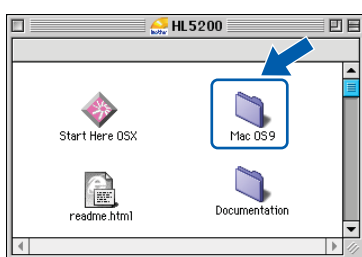 HL5200
Start Here OSX
Mac OS9
readme.html
Documentation